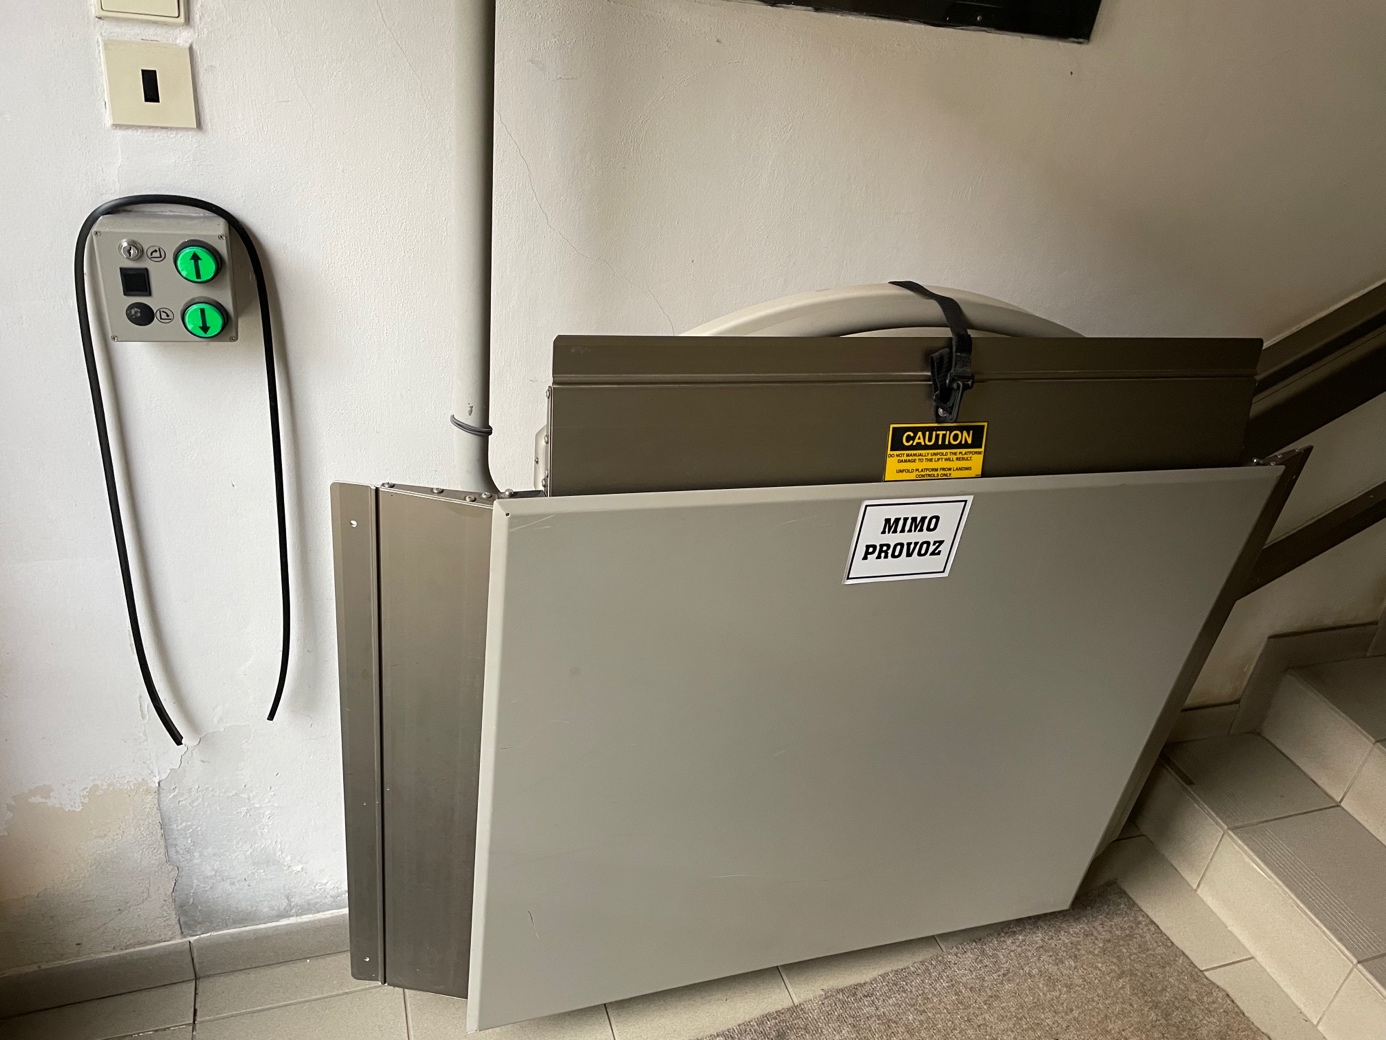 CAUTION
DO NOT MANUALLY UNFOLD THE PLATFORM
DAMAGE TO THE LIFT WILL RESULT.
UNFOLD PLATFORM FROM LANDING
CONTROLS ONLY.
MIMO
PROVOZ